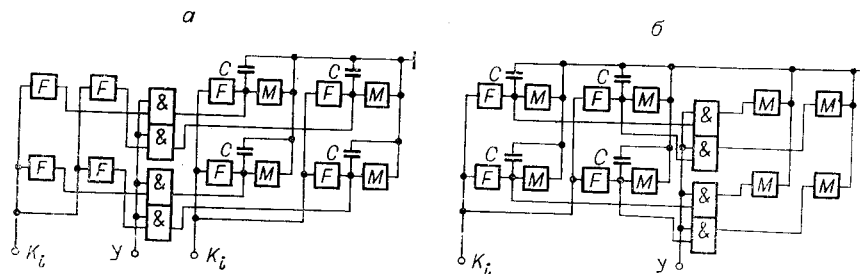 а б
C C C
F F & F M F M F M F M &  M M
&  &
C C C C
F F & F M F M F M F M & M M
& &
K_i У K_i K_i У